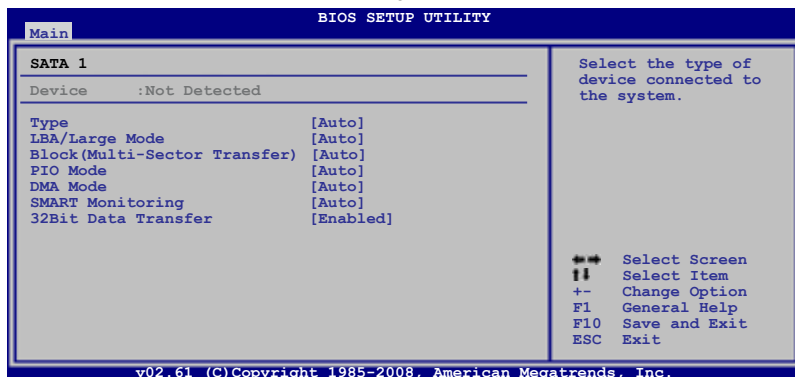 BIOS SETUP UTILITY
Main
SATA 1
Device :Not Detected
Type [Auto]
LBA/Large Mode [Auto]
Block(Multi-Sector Transfer) [Auto]
PIO Mode [Auto]
DMA Mode [Auto]
SMART Monitoring [Auto]
32Bit Data Transfer [Enabled]
Select the type of
device connected to
the system.
Select Screen
Select Item
+- Change Option
F1 General Help
F10 Save and Exit
ESC Exit
v02.61 (C)Copyright 1985-2008, American Megatrends, Inc.